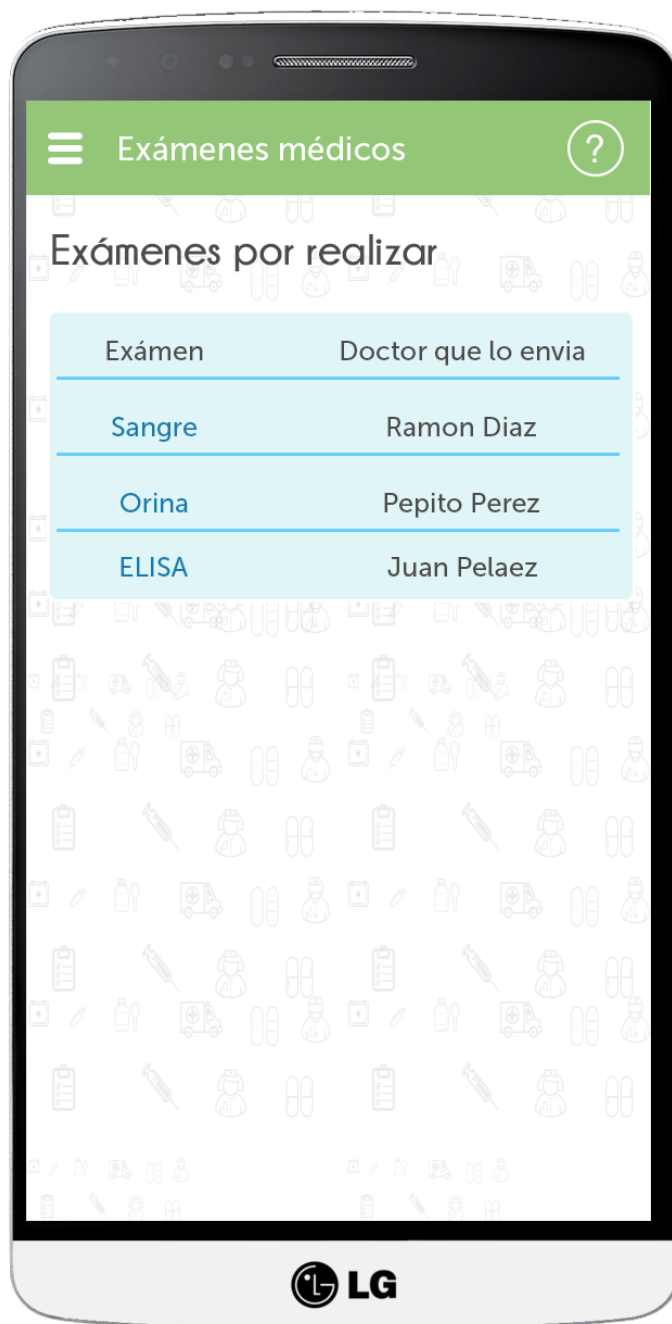 Exámenes médicos
?
Exámenes por realizar
Exámen Doctor que lo envia
Sangre Ramon Diaz
Orina Pepito Perez
ELISA Juan Pelaez
LG